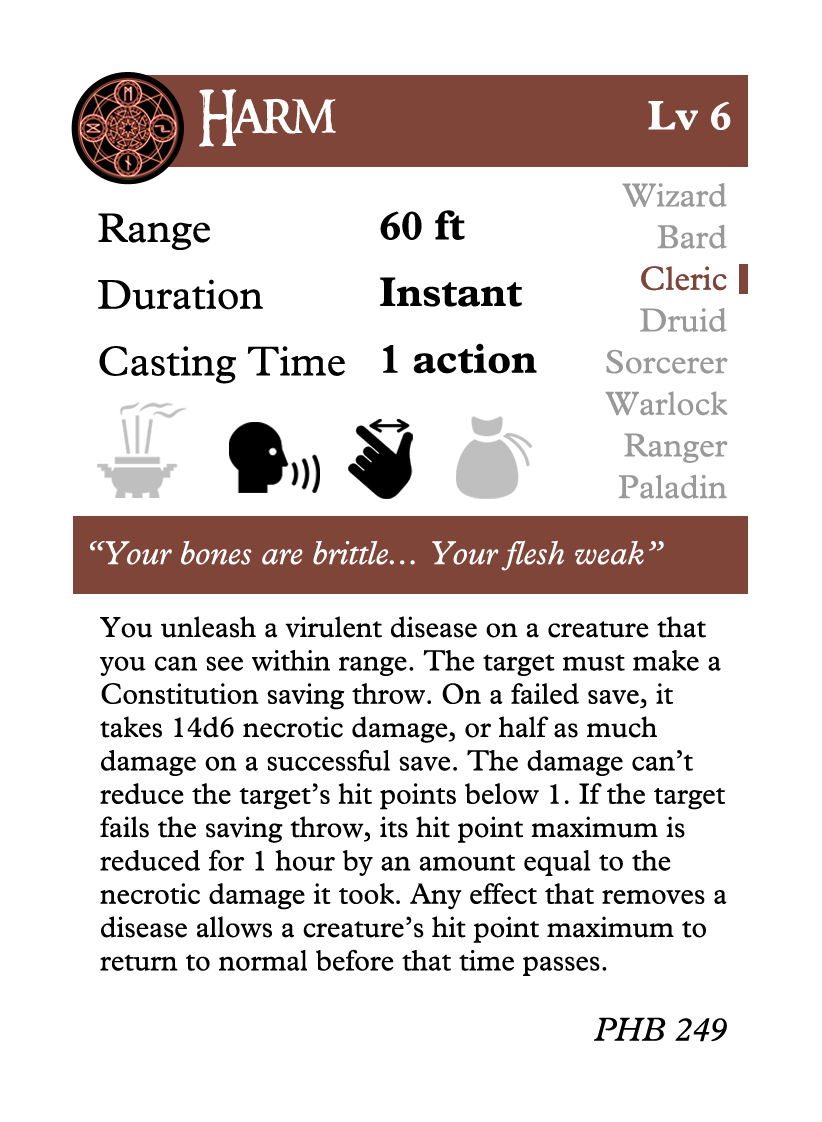 HARM
Lv 6
Range 60 ft
Duration Instant
Casting Time 1 action
Wizard
Bard
Cleric
Druid
Sorcerer
Warlock
Ranger
Paladin
“Your bones are brittle… Your flesh weak”
You unleash a virulent disease on a creature that
you can see within range. The target must make a
Constitution saving throw. On a failed save, it
takes 14d6 necrotic damage, or half as much
damage on a successful save. The damage can’t
reduce the target’s hit points below 1. If the target
fails the saving throw, its hit point maximum is
reduced for 1 hour by an amount equal to the
necrotic damage it took. Any effect that removes a
disease allows a creature’s hit point maximum to
return to normal before that time passes.
PHB 249